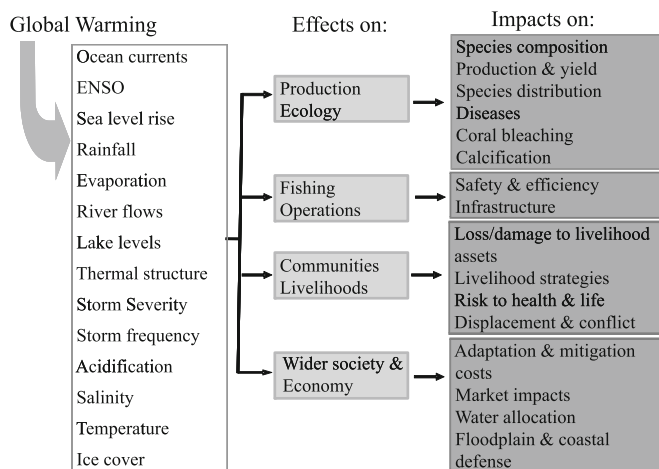 Global Warming
Effects on:
Impacts on:
Ocean currents
ENSO
Sea level rise
Rainfall
Evaporation
River flows
Lake levels
Thermal structure
Storm Severity
Storm frequency
Acidification
Salinity
Temperature
Ice cover
Production
Ecology
Fishing
Operations
Communities
Livelihoods
Wider society &
Economy
Species composition
Production & yield
Species distribution
Diseases
Coral bleaching
Calcification
Safety & efficiency
Infrastructure
Loss/damage to livelihood
assets
Livelihood strategies
Risk to health & life
Displacement & conflict
Adaptation & mitigation
costs
Market impacts
Water allocation
Floodplain & coastal
defense